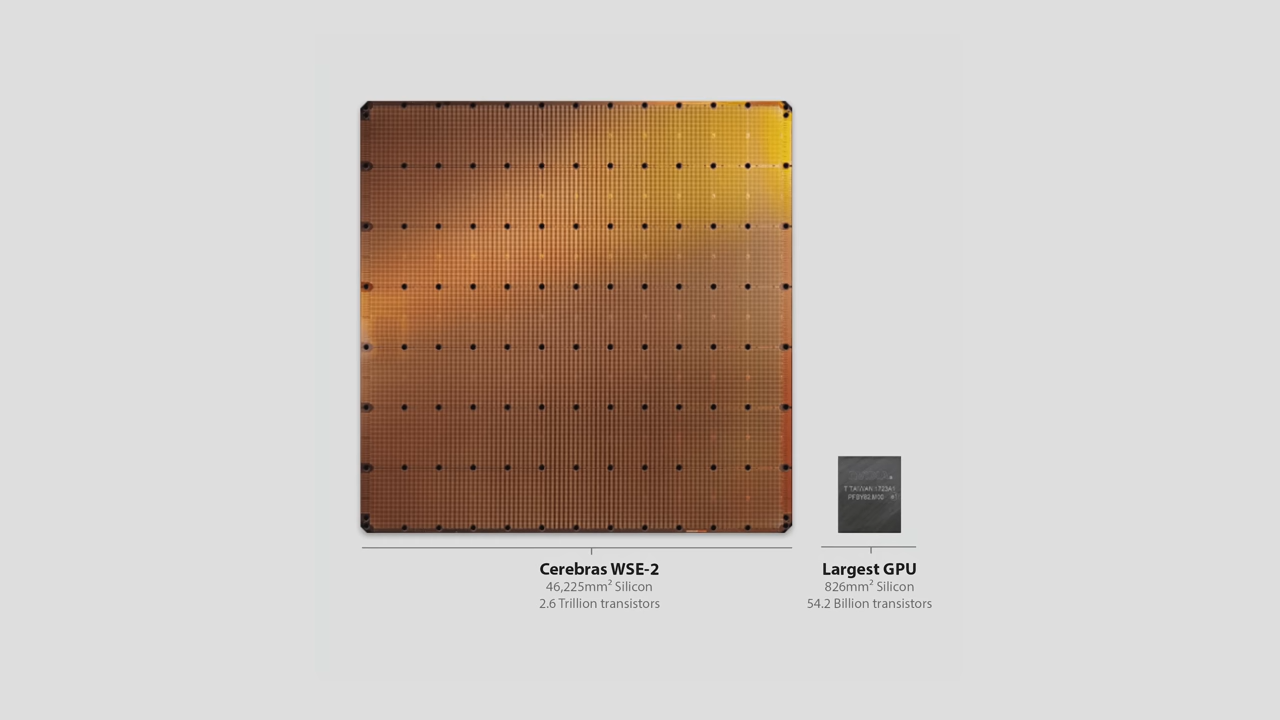 Cerebras WSE-2
46,225mm² Silicon
2.6 Trillion transistors
Largest GPU
826mm² Silicon
54.2 Billion transistors